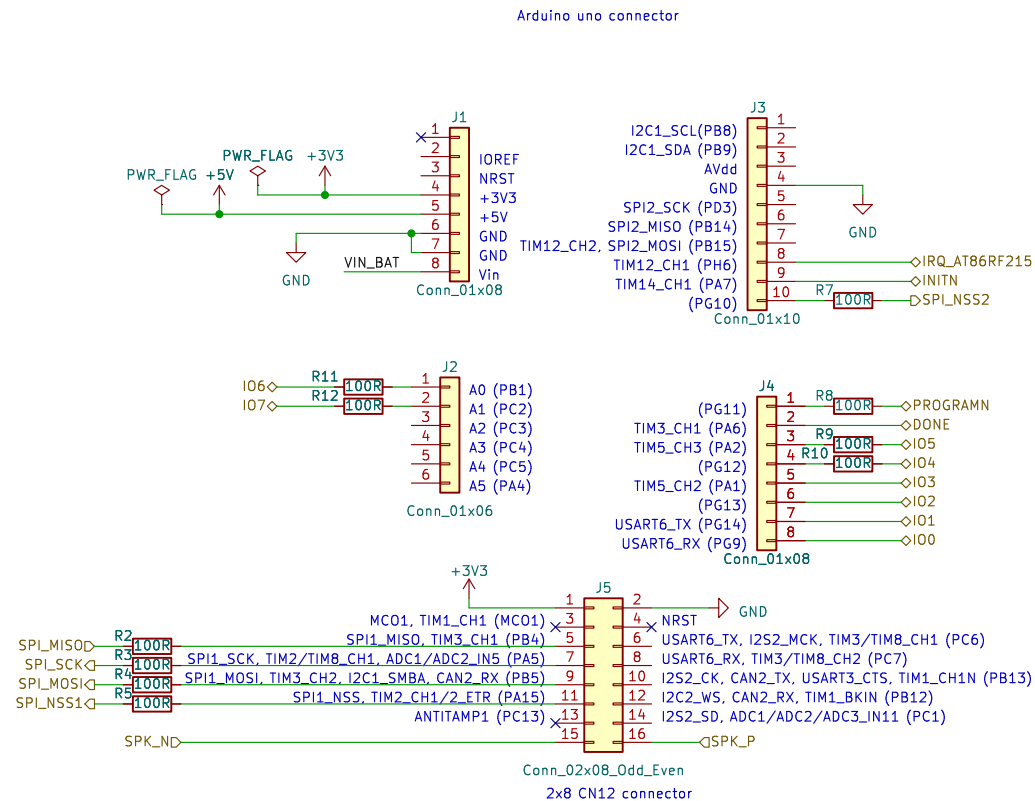 Arduino uno connector
J1
1
2
3
4
5
6
7
8
IOREF
NRST
+3V3
+5V
GND
GND
Vin
Conn_01x08
PWR_FLAG
+3V3
PWR_FLAG
+5V
GND
VIN_BAT
J3
I2C1_SCL(PB8)
I2C1_SDA (PB9)
AVdd
GND
SPI2_SCK (PD3)
SPI2_MISO (PB14)
TIM12_CH2, SPI2_MOSI (PB15)
TIM12_CH1 (PH6)
TIM14_CH1 (PA7)
(PG10)
1
2
3
4
5
6
7
8
9
10
Conn_01x10
GND
IRQ_AT86RF215
INITN
R7
100R
SPI_NSS2
J2
IO6
R11
100R
IO7
R12
100R
1
2
3
4
5
6
A0 (PB1)
A1 (PC2)
A2 (PC3)
A3 (PC4)
A4 (PC5)
A5 (PA4)
Conn_01x06
J4
(PG11)
TIM3_CH1 (PA6)
TIM5_CH3 (PA2)
(PG12)
TIM5_CH2 (PA1)
(PG13)
USART6_TX (PG14)
USART6_RX (PG9)
1
2
3
4
5
6
7
8
Conn_01x08
R8
100R
PROGRAMN
DONE
R9
100R
IO5
R10
100R
IO4
IO3
IO2
IO1
IO0
+3V3
J5
1
2
GND
MCO1, TIM1_CH1 (MCO1)
3
4
NRST
SPI_MISO
R2
100R
SPI1_MISO, TIM3_CH1 (PB4)
5
6
USART6_TX, I2S2_MCK, TIM3/TIM8_CH1 (PC6)
SPI_SCK
R3
100R
SPI1_SCK, TIM2/TIM8_CH1, ADC1/ADC2_IN5 (PA5)
7
8
USART6_RX, TIM3/TIM8_CH2 (PC7)
SPI_MOSI
R4
100R
SPI1_MOSI, TIM3_CH2, I2C1_SMBA, CAN2_RX (PB5)
9
10
I2S2_CK, CAN2_TX, USART3_CTS, TIM1_CH1N (PB13)
SPI_NSS1
R5
100R
SPI1_NSS, TIM2_CH1/2_ETR (PA15)
11
12
I2C2_WS, CAN2_RX, TIM1_BKIN (PB12)
ANTITAMP1 (PC13)
13
14
I2S2_SD, ADC1/ADC2/ADC3_IN11 (PC1)
SPK_N
15
16
SPK_P
Conn_02x08_Odd_Even
2x8 CN12 connector